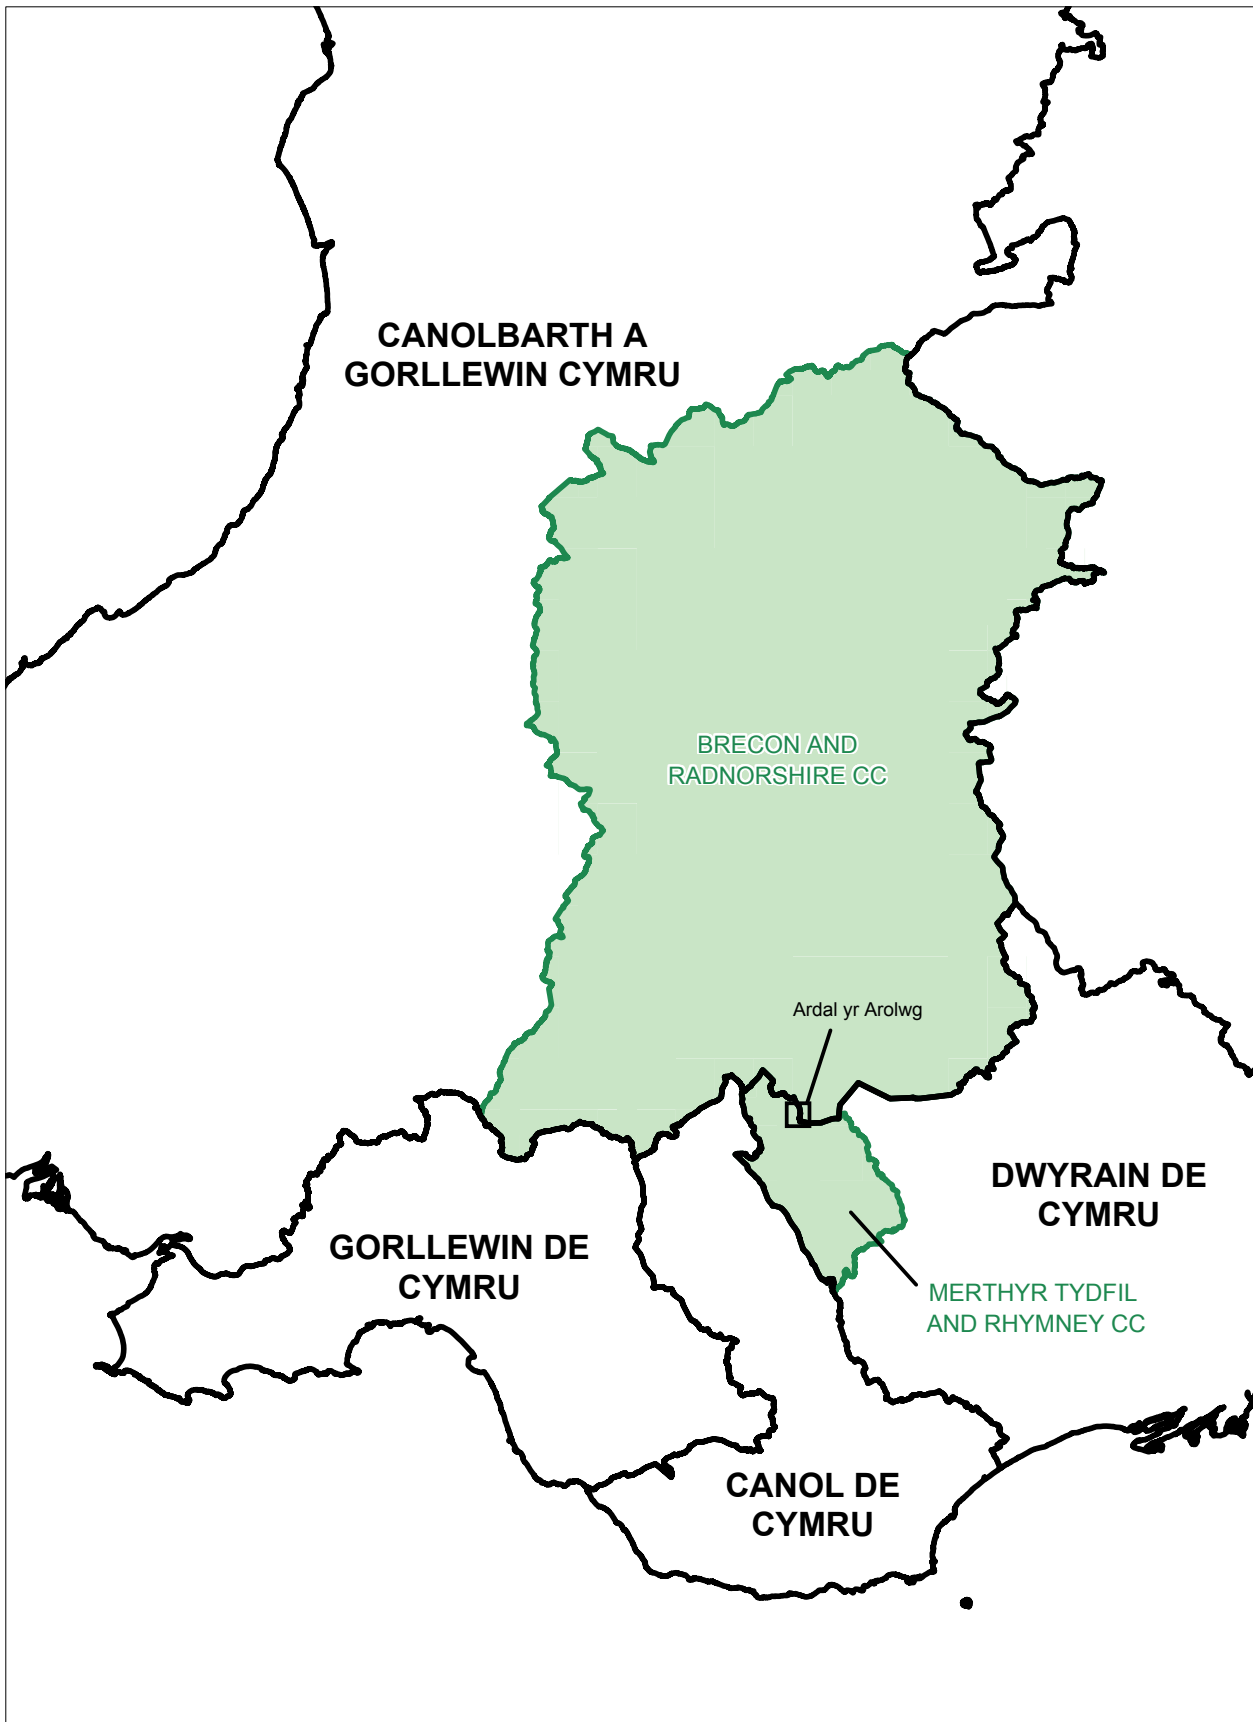 CANOLBARTH A
GORLLEWIN CYMRU
BRECON AND
RADNORSHIRE CC
Ardal yr Arolwg
DWYRAIN DE
CYMRU
GORLLEWIN DE
CYMRU
MERTHYR TYDFIL
AND RHYMNEY CC
CANOL DE
CYMRU